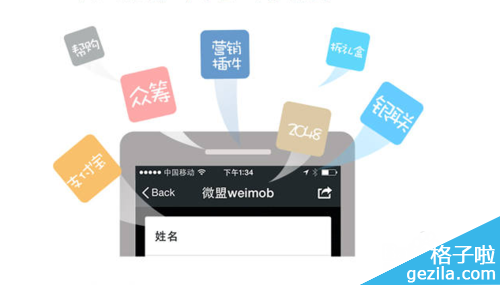 帮购
众筹
营销
插件
拆礼盒
银联
2048
支付宝
中国移动
下午1:34
Back
微盟weimob
姓名
格子啦
gezila.com